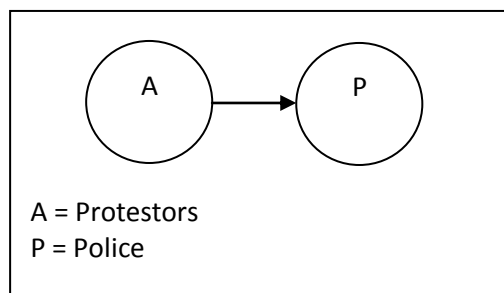 A P
A = Protestors
P = Police